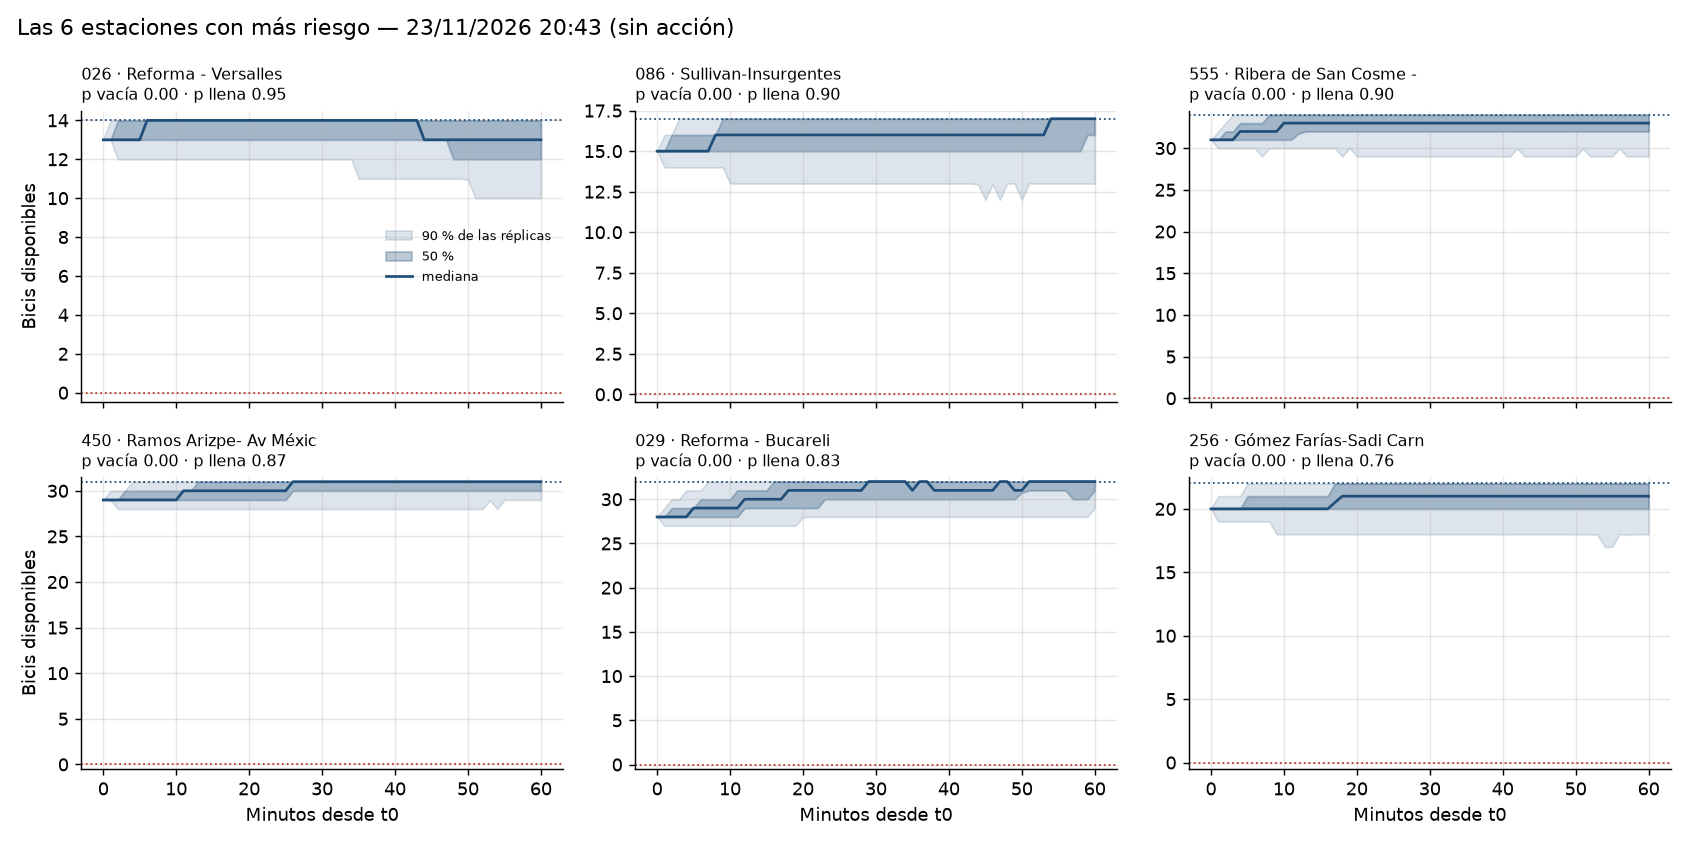 Las 6 estaciones con más riesgo — 23/11/2026 20:43 (sin acción)
026 · Reforma - Versalles
p vacía 0.00 · p llena 0.95
14
12
10
8
6
4
2
0
Bicis disponibles
90 % de las réplicas
50 %
mediana
086 · Sullivan-Insurgentes
p vacía 0.00 · p llena 0.90
17.5
15.0
12.5
10.0
7.5
5.0
2.5
0.0
555 · Ribera de San Cosme -
p vacía 0.00 · p llena 0.90
30
25
20
15
10
5
0
450 · Ramos Arizpe- Av Méxic
p vacía 0.00 · p llena 0.87
30
25
20
15
10
5
0
Bicis disponibles
0 10 20 30 40 50 60
Minutos desde t0
029 · Reforma - Bucareli
p vacía 0.00 · p llena 0.83
30
25
20
15
10
5
0
0 10 20 30 40 50 60
Minutos desde t0
256 · Gómez Farías-Sadi Carn
p vacía 0.00 · p llena 0.76
20
15
10
5
0
0 10 20 30 40 50 60
Minutos desde t0